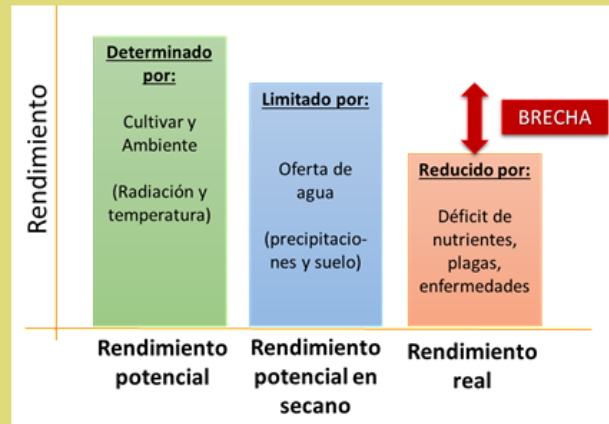 Rendimiento
Determinado
por:
Cultivar y
Ambiente
(Radiación y
temperatura)
Limitado por:
Oferta de
agua
(precipitacio-
nes y suelo)
BRECHA
Reducido por:
Déficit de
nutrientes,
plagas,
enfermedades
Rendimiento
potencial
Rendimiento
potencial en
secano
Rendimiento
real